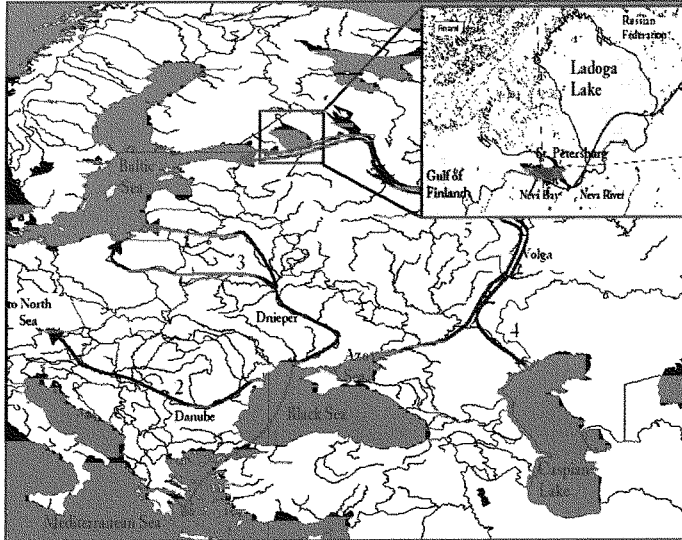 Russian
Federation
Ladoga
Lake
St. Petersburg
Gulf of
Finland
Neva Bay
Neva River
Baltic
Sea
5
Volga
3
to North
Sea
Dnieper
4
Azov
Sea
2
Danube
Black Sea
Caspian
Lake
Mediterranean Sea